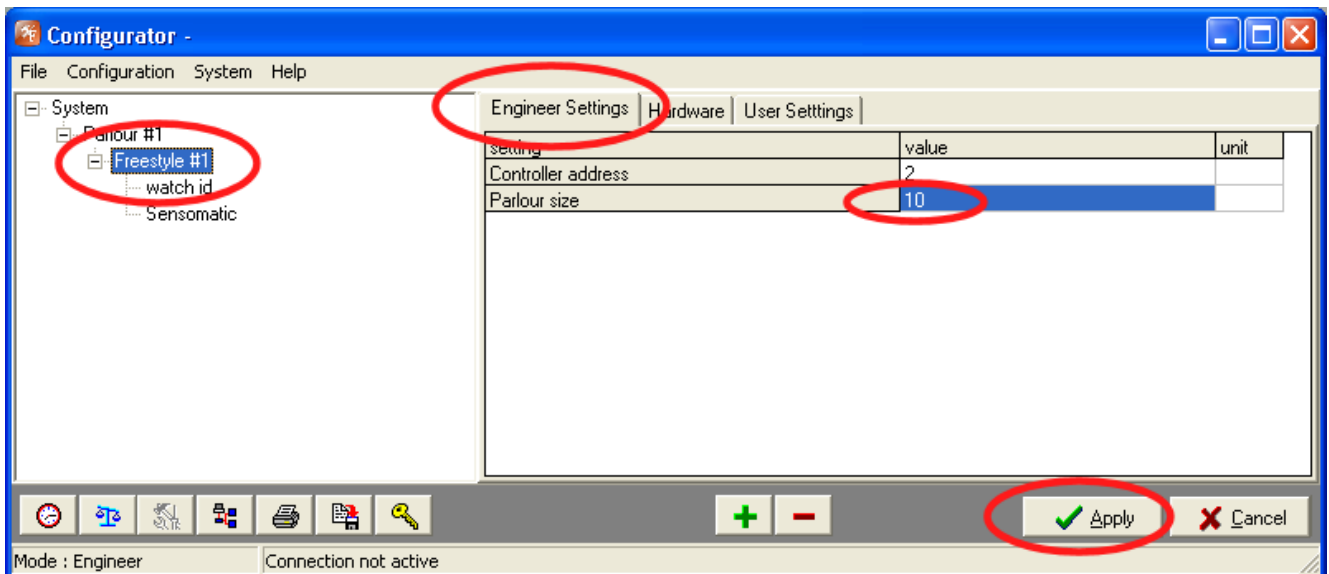 Configurator -
File Configuration System Help
System
Parlour #1
Freestyle #1
watch id
Sensomatic
Engineer Settings Hardware User Setttings
setting value unit
Controller address 2
Parlour size 10
Apply Cancel
Mode : Engineer Connection not active